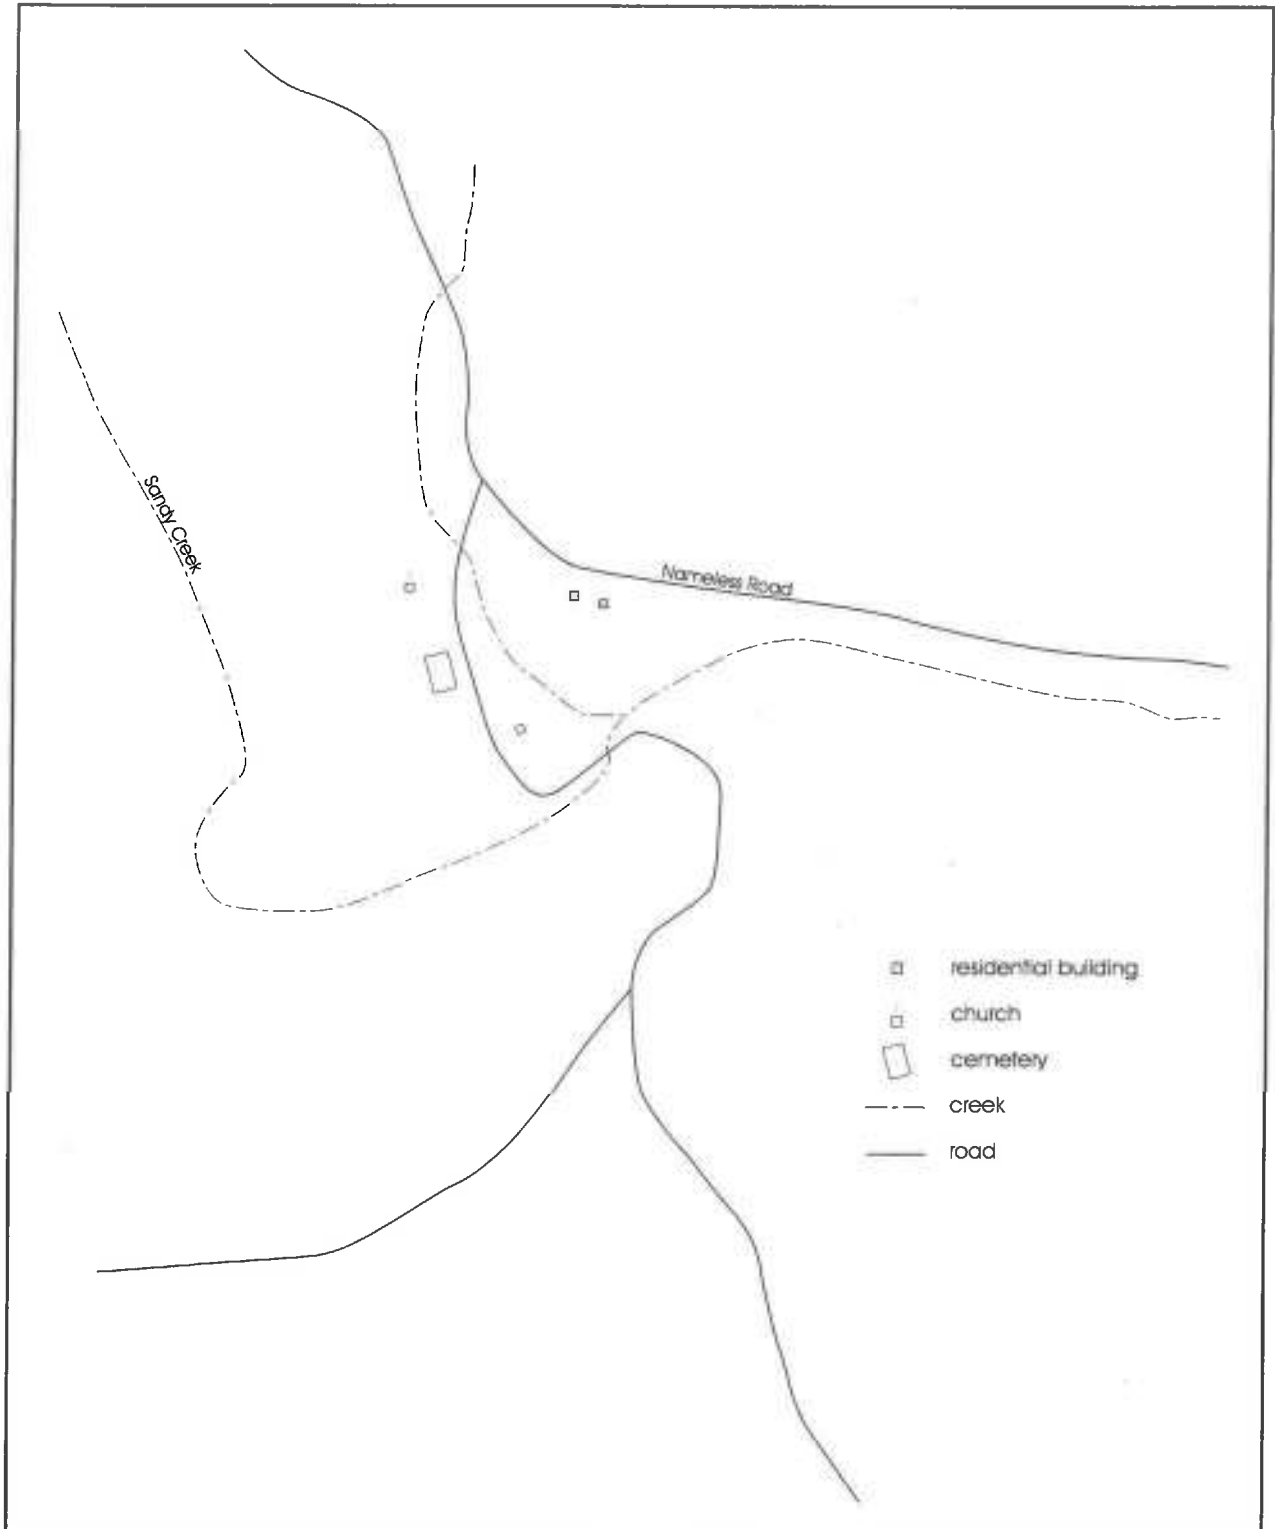 Sandy Creek
Nameless Road
residential building
church
cemetery
creek
road